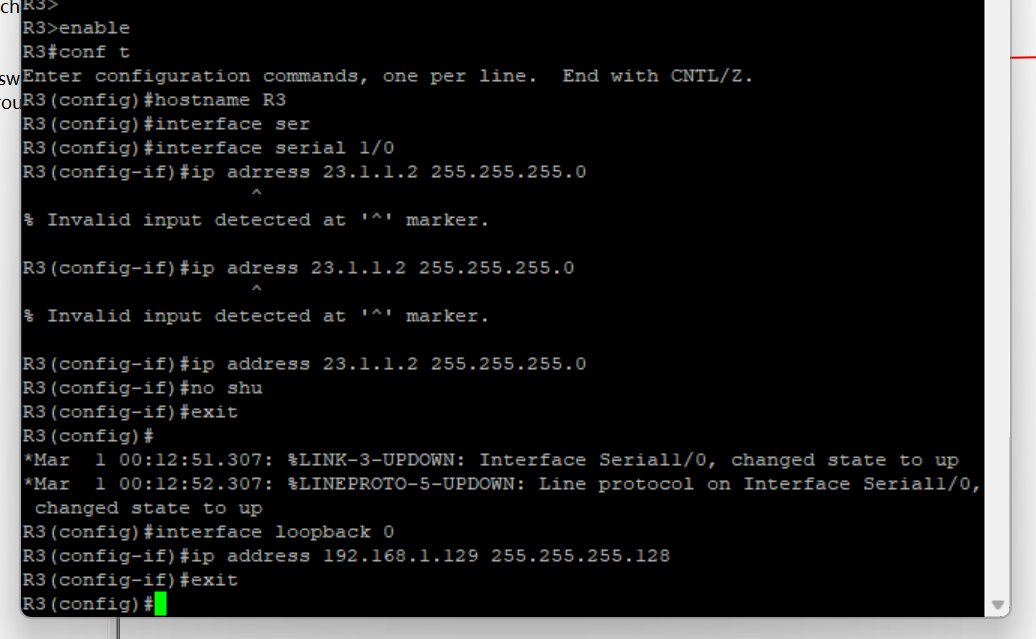 ch
R3>
R3>enable
R3#conf t
sw
Enter configuration commands, one per line.  End with CNTL/Z.
rou
R3(config)#hostname R3
R3(config)#interface ser
R3(config)#interface serial 1/0
R3(config-if)#ip adrress 23.1.1.2 255.255.255.0
^
% Invalid input detected at '^' marker.
R3(config-if)#ip adress 23.1.1.2 255.255.255.0
^
% Invalid input detected at '^' marker.
R3(config-if)#ip address 23.1.1.2 255.255.255.0
R3(config-if)#no shu
R3(config-if)#exit
R3(config)#
*Mar  1 00:12:51.307: %LINK-3-UPDOWN: Interface Serial1/0, changed state to up
*Mar  1 00:12:52.307: %LINEPROTO-5-UPDOWN: Line protocol on Interface Serial1/0,
changed state to up
R3(config)#interface loopback 0
R3(config-if)#ip address 192.168.1.129 255.255.255.128
R3(config-if)#exit
R3(config)#